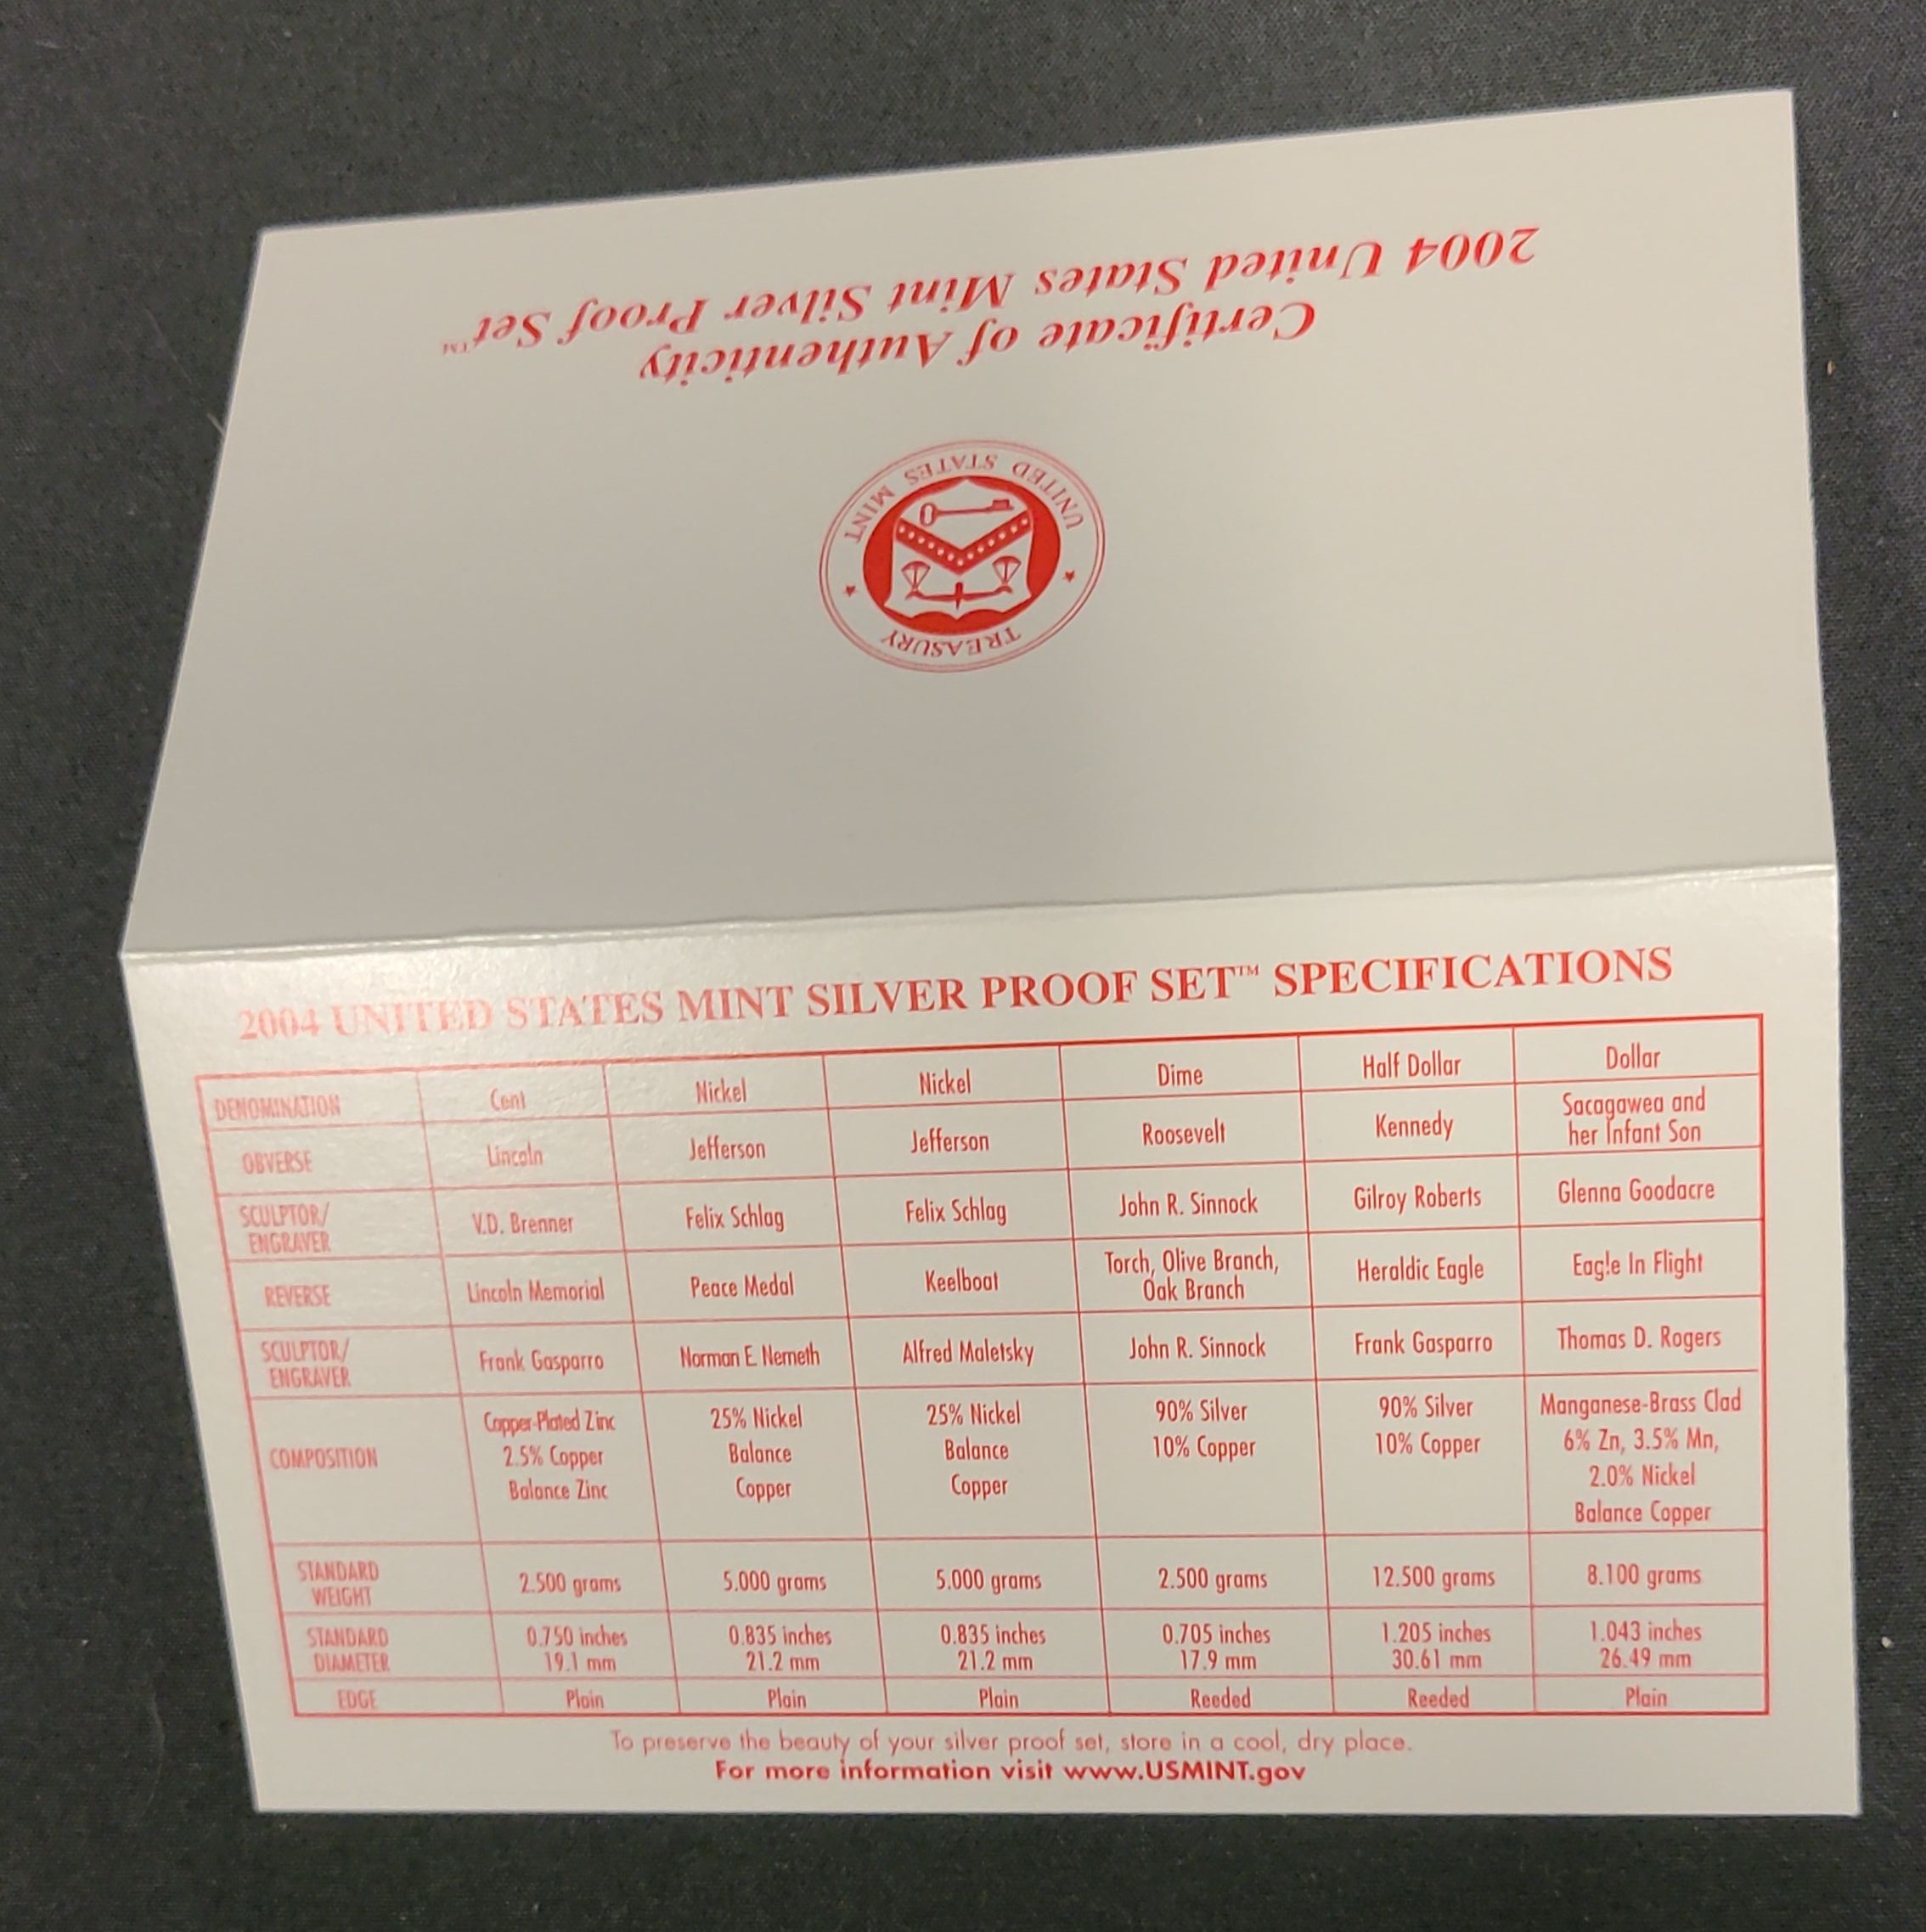 2004 United States Mint Silver Proof Set™
Certificate of Authenticity
UNITED STATES MINT
TREASURY
2004 UNITED STATES MINT SILVER PROOF SET™ SPECIFICATIONS
DENOMINATION Cent Nickel Nickel Dime Half Dollar Dollar
OBVERSE Lincoln Jefferson Jefferson Roosevelt Kennedy Sacagawea and
her Infant Son
SCULPTOR/
ENGRAVER V.D. Brenner Felix Schlag Felix Schlag John R. Sinnock Gilroy Roberts Glenna Goodacre
REVERSE Lincoln Memorial Peace Medal Keelboat Torch, Olive Branch,
Oak Branch Heraldic Eagle Eagle In Flight
SCULPTOR/
ENGRAVER Frank Gasparro Norman E Nemeth Alfred Maletsky John R. Sinnock Frank Gasparro Thomas D. Rogers
COMPOSITION Copper-Plated Zinc 25% Nickel 25% Nickel 90% Silver 90% Silver Manganese-Brass Clad
2.5% Copper Balance Balance 10% Copper 10% Copper 6% Zn, 3.5% Mn,
Balance Zinc Copper Copper 2.0% Nickel
Balance Copper
STANDARD
WEIGHT 2.500 grams 5.000 grams 5.000 grams 2.500 grams 12.500 grams 8.100 grams
STANDARD 0.750 inches 0.835 inches 0.835 inches 0.705 inches 1.205 inches 1.043 inches
DIAMETER 19.1 mm 21.2 mm 21.2 mm 17.9 mm 30.61 mm 26.49 mm
EDGE Plain Plain Plain Reeded Reeded Plain
To preserve the beauty of your silver proof set, store in a cool, dry place.
For more information visit www.USMINT.gov